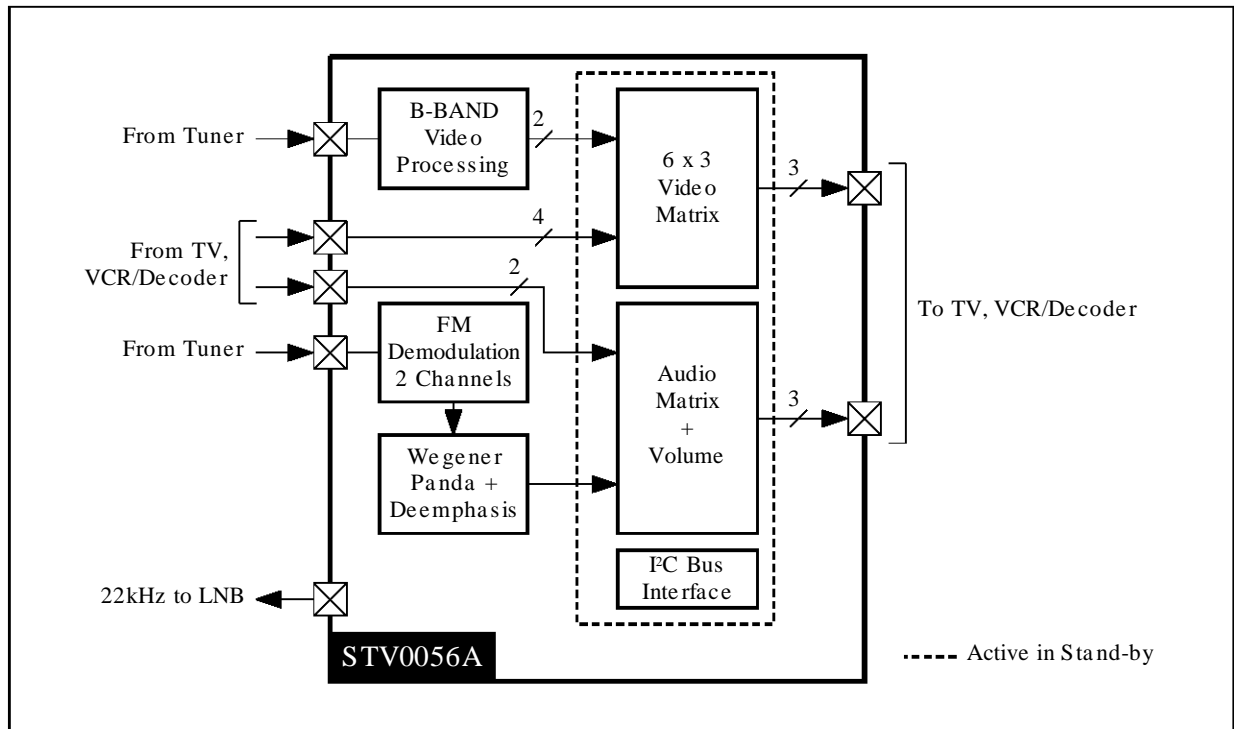 B-BAND
Video
Processing
2
From Tuner
6 x 3
Video
Matrix
3
4
From TV,
VCR/Decoder
2
To TV, VCR/Decoder
FM
Demodulation
2 Channels
From Tuner
Audio
Matrix
+
Volume
3
Wegener
Panda +
Deemphasis
I²C Bus
Interface
22kHz to LNB
STV0056A
Active in Stand-by